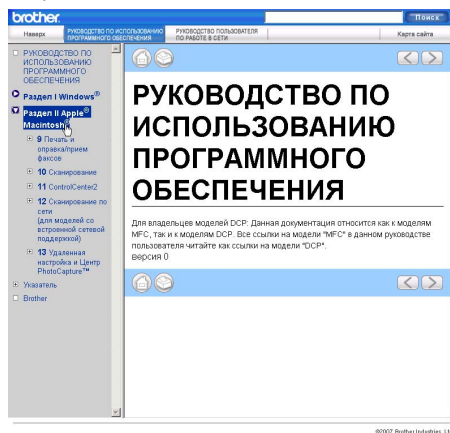 brother.
Поиск
Наверх
РУКОВОДСТВО ПО ИСПОЛЬЗОВАНИЮ
ПРОГРАММНОГО ОБЕСПЕЧЕНИЯ
РУКОВОДСТВО ПОЛЬЗОВАТЕЛЯ
ПО РАБОТЕ В СЕТИ
Карта сайта
РУКОВОДСТВО ПО
ИСПОЛЬЗОВАНИЮ
ПРОГРАММНОГО
ОБЕСПЕЧЕНИЯ
Раздел I Windows®
Раздел II Apple®
Macintosh®
9 Печать и
оправка/прием
факсов
10 Сканирование
11 ControlCenter2
12 Сканирование по
сети
(для моделей со
встроенной сетевой
поддержкой)
13 Удаленная
настройка и Центр
PhotoCapture™
Указатель
Brother
РУКОВОДСТВО ПО
ИСПОЛЬЗОВАНИЮ
ПРОГРАММНОГО
ОБЕСПЕЧЕНИЯ
Для владельцев моделей DCP: Данная документация относится как к моделям
MFC, так и к моделям DCP. Все ссылки на модели "MFC" в данном руководстве
пользователя читайте как ссылки на модели "DCP".
версия 0
©2007 Brother Industries, Lt